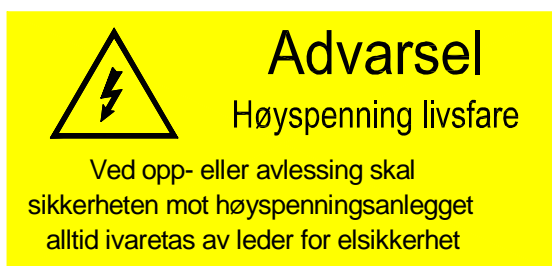 Advarsel
Høyspenning livsfare
Ved opp- eller avlessing skal
sikkerheten mot høyspenningsanlegget
alltid ivaretas av leder for elsikkerhet